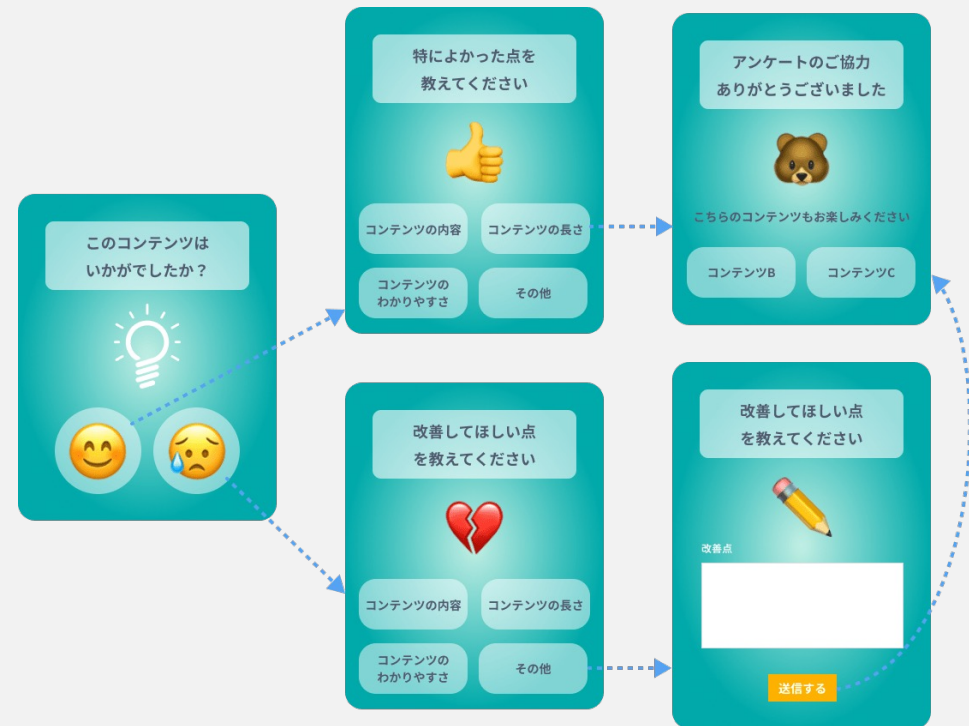 このコンテンツは
いかがでしたか？
特によかった点を
教えてください
コンテンツの内容
コンテンツの長さ
コンテンツの
わかりやすさ
その他
アンケートのご協力
ありがとうございました
こちらのコンテンツもお楽しみください
コンテンツB
コンテンツC
改善してほしい点
を教えてください
コンテンツの内容
コンテンツの長さ
コンテンツの
わかりやすさ
その他
改善してほしい点
を教えてください
改善点
送信する